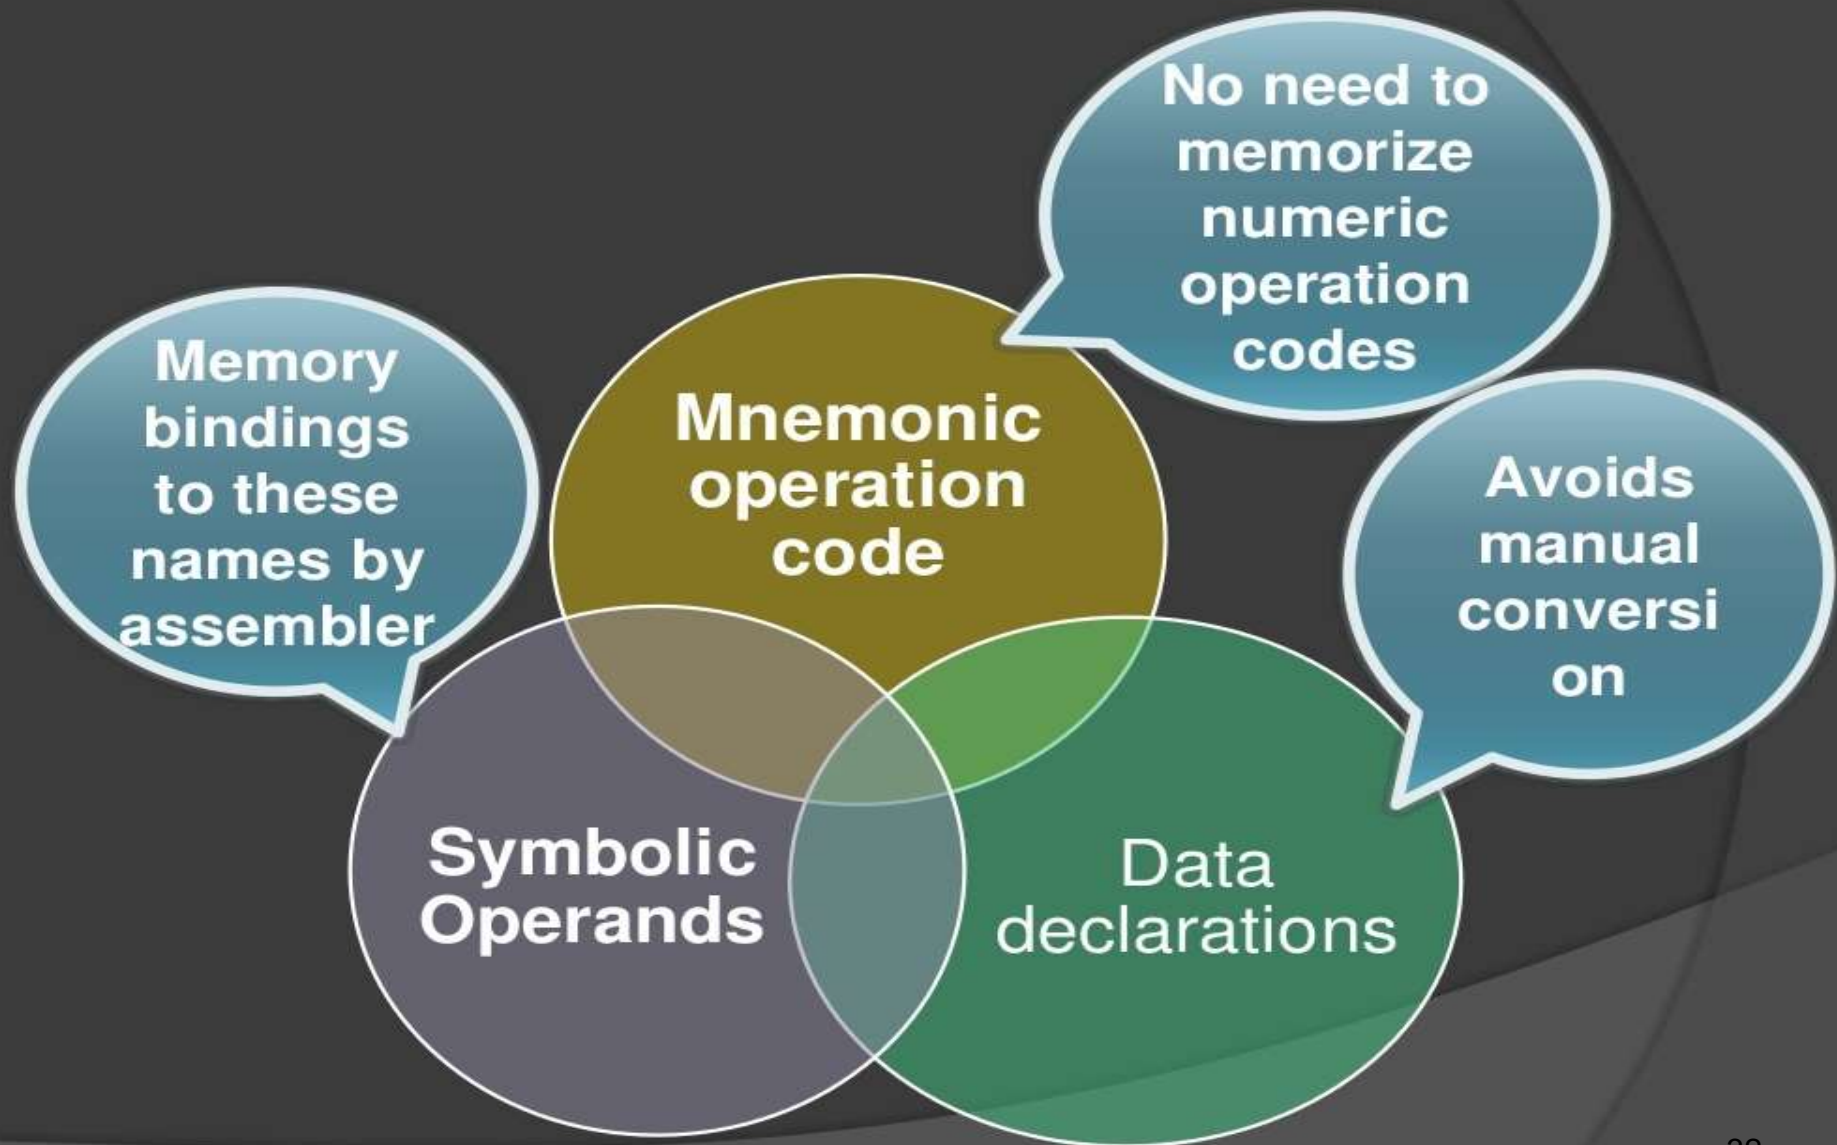 No need to
memorize
numeric
operation
codes
Memory
bindings
to these
names by
assembler
Mnemonic
operation
code
Avoids
manual
conversi
on
Symbolic
Operands
Data
declarations